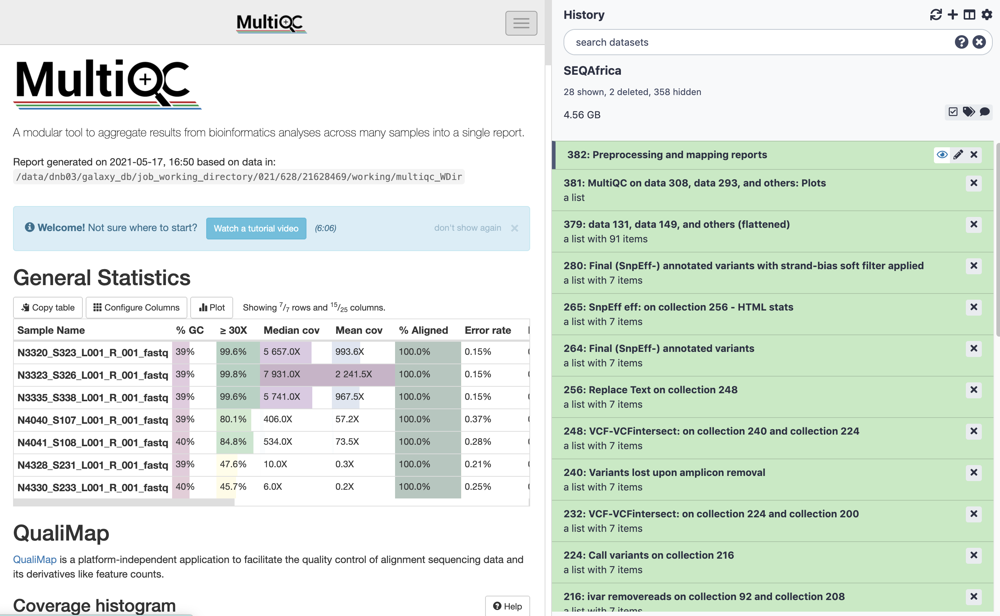 MultiQC
MultiQC
A modular tool to aggregate results from bioinformatics analyses across many samples into a single report.
Report generated on 2021-05-17, 16:50 based on data in:
/data/dnb03/galaxy_db/job_working_directory/021/628/21628469/working/multiqc_WDir
Welcome! Not sure where to start? Watch a tutorial video (6:06) don't show again ×
General Statistics
Copy table Configure Columns Plot Showing 7/7 rows and 15/25 columns.
Sample Name % GC ≥ 30X Median cov Mean cov % Aligned Error rate
N3320_S323_L001_R_001_fastq 39% 99.6% 5 657.0X 993.6X 100.0% 0.15%
N3323_S326_L001_R_001_fastq 39% 99.8% 7 931.0X 2 241.5X 100.0% 0.15%
N3335_S338_L001_R_001_fastq 39% 99.6% 5 741.0X 967.5X 100.0% 0.15%
N4040_S107_L001_R_001_fastq 39% 80.1% 406.0X 57.2X 100.0% 0.37%
N4041_S108_L001_R_001_fastq 40% 84.8% 534.0X 73.5X 100.0% 0.28%
N4328_S231_L001_R_001_fastq 39% 47.6% 10.0X 0.3X 100.0% 0.21%
N4330_S233_L001_R_001_fastq 40% 45.7% 6.0X 0.2X 100.0% 0.25%
QualiMap
QualiMap is a platform-independent application to facilitate the quality control of alignment sequencing data and
its derivatives like feature counts.
Coverage histogram
Help
History
search datasets
SEQAfrica
28 shown, 2 deleted, 358 hidden
4.56 GB
382: Preprocessing and mapping reports
381: MultiQC on data 308, data 293, and others: Plots
a list
379: data 131, data 149, and others (flattened)
a list with 91 items
280: Final (SnpEff-) annotated variants with strand-bias soft filter applied
a list with 7 items
265: SnpEff eff: on collection 256 - HTML stats
a list with 7 items
264: Final (SnpEff-) annotated variants
a list with 7 items
256: Replace Text on collection 248
a list with 7 items
248: VCF-VCFintersect: on collection 240 and collection 224
a list with 7 items
240: Variants lost upon amplicon removal
a list with 7 items
232: VCF-VCFintersect: on collection 224 and collection 200
a list with 7 items
224: Call variants on collection 216
a list with 7 items
216: ivar removereads on collection 92 and collection 208
a list with 7 items